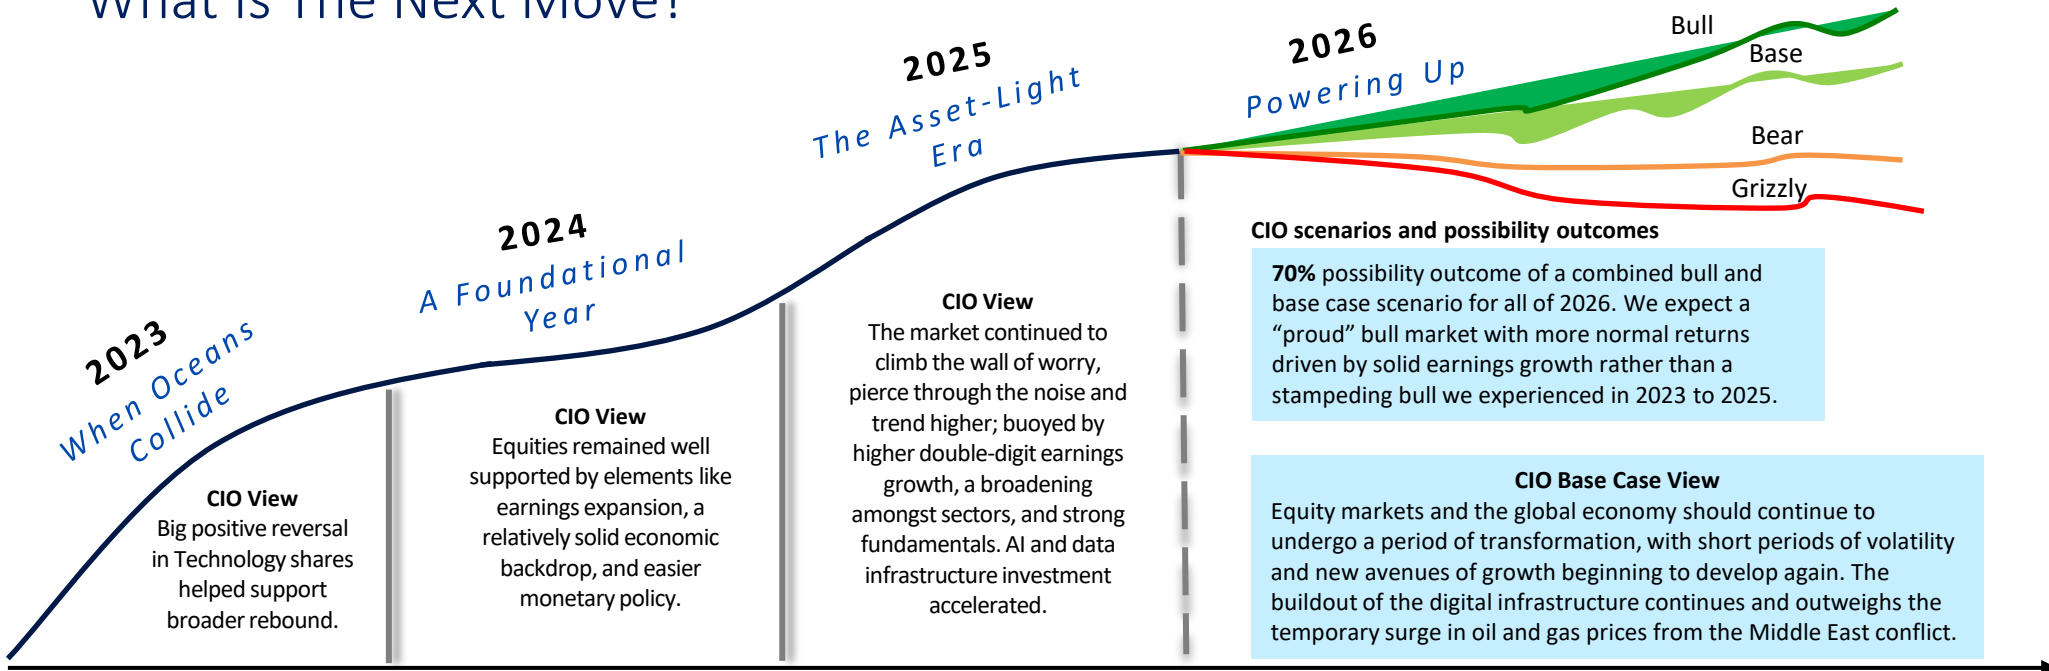 What Is The Next Move?
2023
When Oceans
Collide
CIO View
Big positive reversal
in Technology shares
helped support
broader rebound.
2024
A Foundational
Year
CIO View
Equities remained well
supported by elements like
earnings expansion, a
relatively solid economic
backdrop, and easier
monetary policy.
2025
The Asset-Light
Era
CIO View
The market continued to
climb the wall of worry,
pierce through the noise and
trend higher; buoyed by
higher double-digit earnings
growth, a broadening
amongst sectors, and strong
fundamentals. AI and data
infrastructure investment
accelerated.
2026
Powering Up
Bull
Base
Bear
Grizzly
CIO scenarios and possibility outcomes
70% possibility outcome of a combined bull and
base case scenario for all of 2026. We expect a
“proud” bull market with more normal returns
driven by solid earnings growth rather than a
stampeding bull we experienced in 2023 to 2025.
CIO Base Case View
Equity markets and the global economy should continue to
undergo a period of transformation, with short periods of volatility
and new avenues of growth beginning to develop again. The
buildout of the digital infrastructure continues and outweighs the
temporary surge in oil and gas prices from the Middle East conflict.